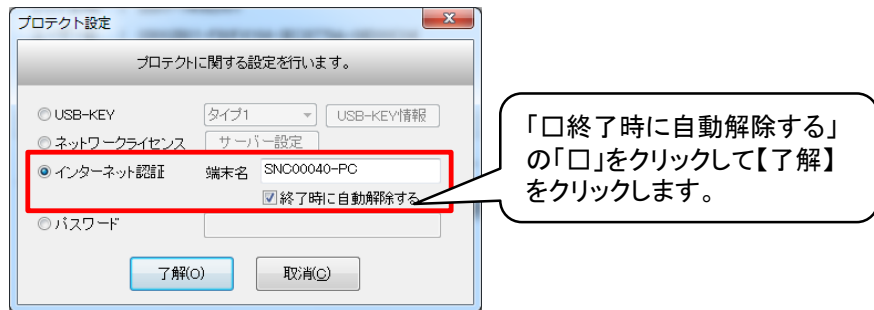 プロテクト設定
プロテクトに関する設定を行います。
USB-KEY タイプ1 USB-KEY情報
ネットワークライセンス サーバー設定
インターネット認証 端末名 SNC00040-PC
終了時に自動解除する
パスワード
了解(O) 取消(C)
「□終了時に自動解除する」
の「□」をクリックして【了解】
をクリックします。